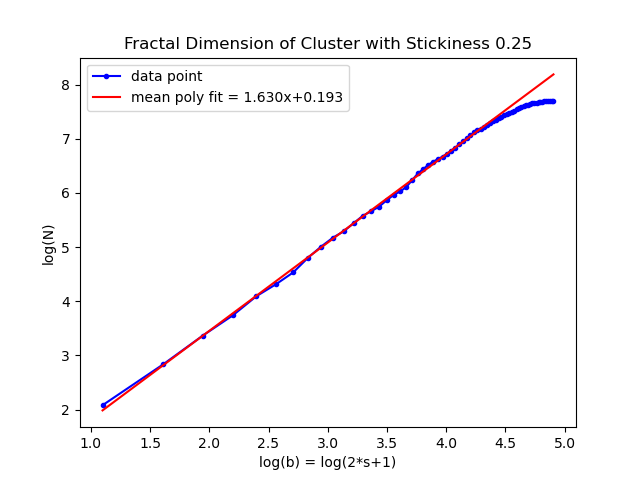 Fractal Dimension of Cluster with Stickiness 0.25
data point
mean poly fit = 1.630x+0.193
8
7
6
5
4
3
2
log(N)
1.0 1.5 2.0 2.5 3.0 3.5 4.0 4.5 5.0
log(b) = log(2*s+1)